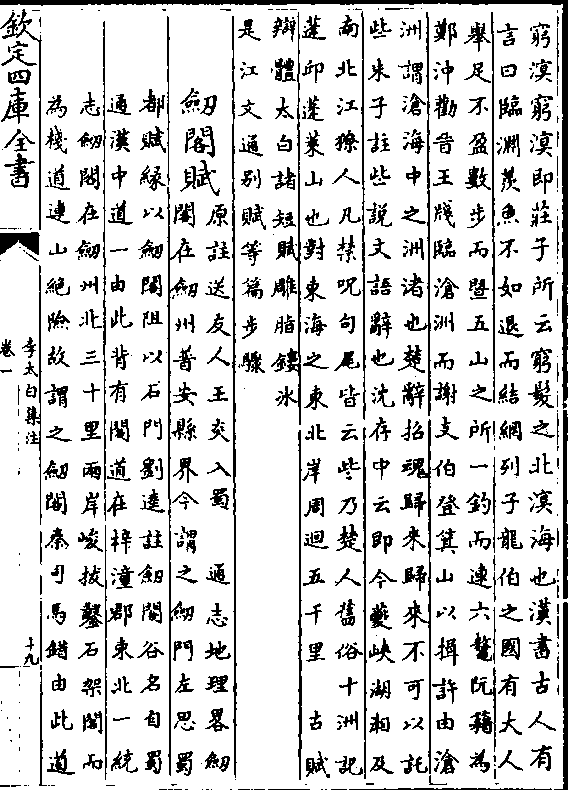 窮溟窮溟即莊子所云窮髮之北溟海也漢書古人有
言曰臨淵羨魚不如退而結網列子龍伯之國有大人
舉足不盈數步而暨五山之所一釣而連六鼇阮籍為
鄭沖勸晉王牋臨滄洲而謝支伯登箕山以揖許由滄
洲謂滄海中之洲渚也楚辭招魂歸來歸來不可以託
些朱子註些說文語辭也沈存中云即今夔峽湖湘及
南北江獠人凡禁呪句尾皆云些乃楚人舊俗十洲記
蓬邱蓬萊山也對東海之東北岸周迴五千里 古賦
辯體太白諸短賦雕脂鏤氷
是江文通別賦等篇步驟
劒閣賦 原註送友人王炎入蜀 通志地理畧劒
閣在劒州普安縣界今謂之劒門左思蜀
都賦緣以劒閣阻以石門劉逵註劒閣谷名自蜀
通漢中道一由此背有閣道在梓潼郡東北一統
志劒閣在劒州北三十里兩岸峻拔鑿石架閣而
為棧道連山絕險故謂之劒閣秦司馬錯由此道
欽定四庫全書
李太白集注
卷一
十九